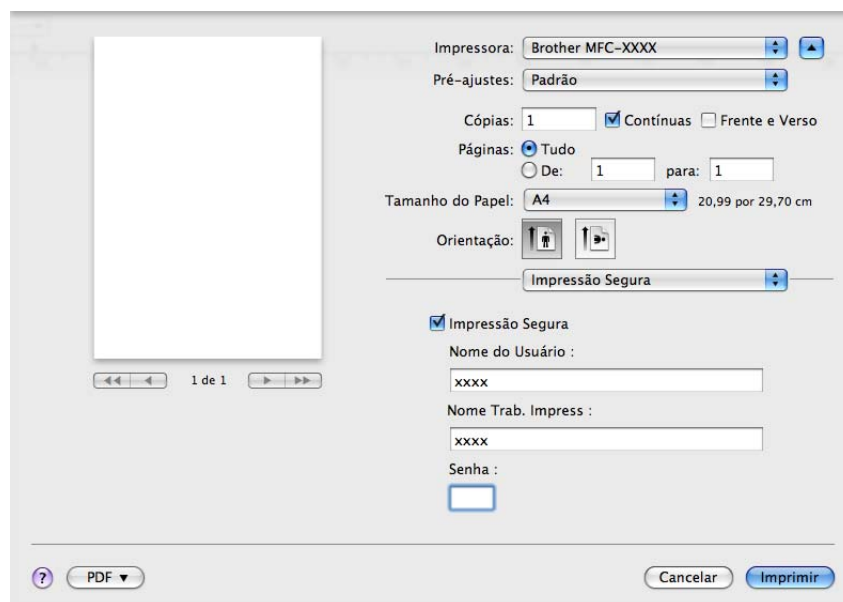 Impressora: Brother MFC-XXXX
Pré-ajustes: Padrão
Cópias: 1 Contínuas Frente e Verso
Páginas: Tudo
De: 1 para: 1
Tamanho do Papel: A4 20,99 por 29,70 cm
Orientação:
Impressão Segura
Impressão Segura
Nome do Usuário :
xxxx
1 de 1
Nome Trab. Impress :
xxxx
Senha :
? PDF ▼ Cancelar Imprimir